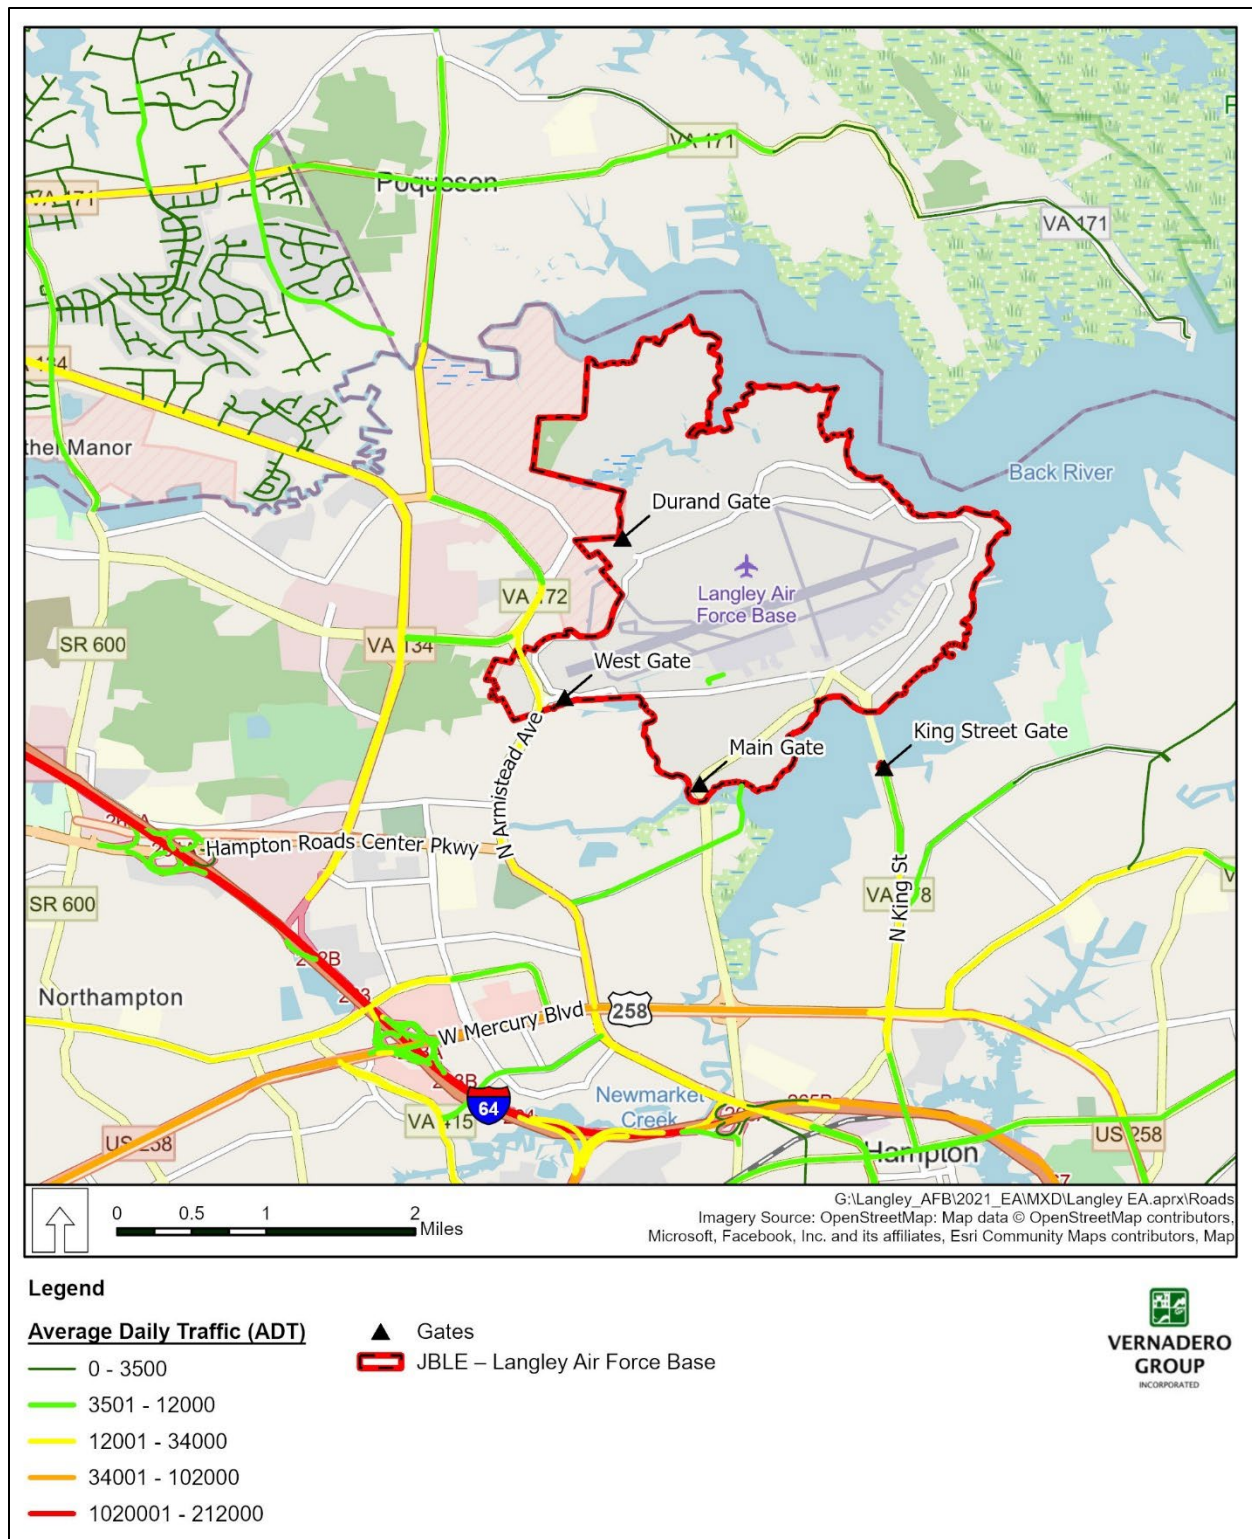 VA 171
VA 171
Poquoson
VA 171
134
ther Manor
Back River
Durand Gate
Langley Air
Force Base
VA 172
SR 600
VA 134
West Gate
King Street Gate
Main Gate
N Armistead Ave
Hampton Roads Center Pkwy
SR 600
N King St
Northampton
W Mercury Blvd
258
64
Newmarket
Creek
VA 415
US 258
US 258
Hampton
0 0.5 1 2
Miles
G:\Langley_AFB\2021_EA\MXD\Langley EA.aprx\Roads
Imagery Source: OpenStreetMap: Map data © OpenStreetMap contributors,
Microsoft, Facebook, Inc. and its affiliates, Esri Community Maps contributors, Map
Legend
Average Daily Traffic (ADT)
0 - 3500
3501 - 12000
12001 - 34000
34001 - 102000
1020001 - 212000
Gates
JBLE – Langley Air Force Base
VERNADERO
GROUP
INCORPORATED